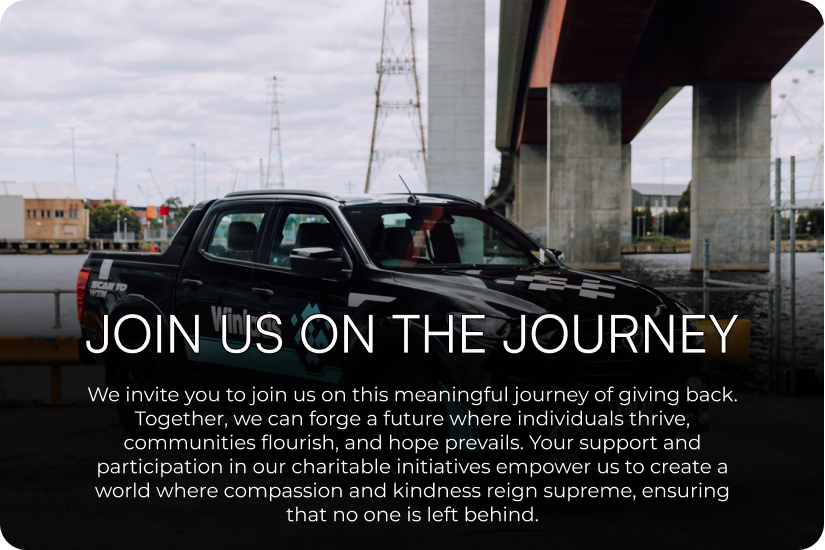 SCAN TO
WIN
JOIN US ON THE JOURNEY
We invite you to join us on this meaningful journey of giving back.
Together, we can forge a future where individuals thrive,
communities flourish, and hope prevails. Your support and
participation in our charitable initiatives empower us to create a
world where compassion and kindness reign supreme, ensuring
that no one is left behind.